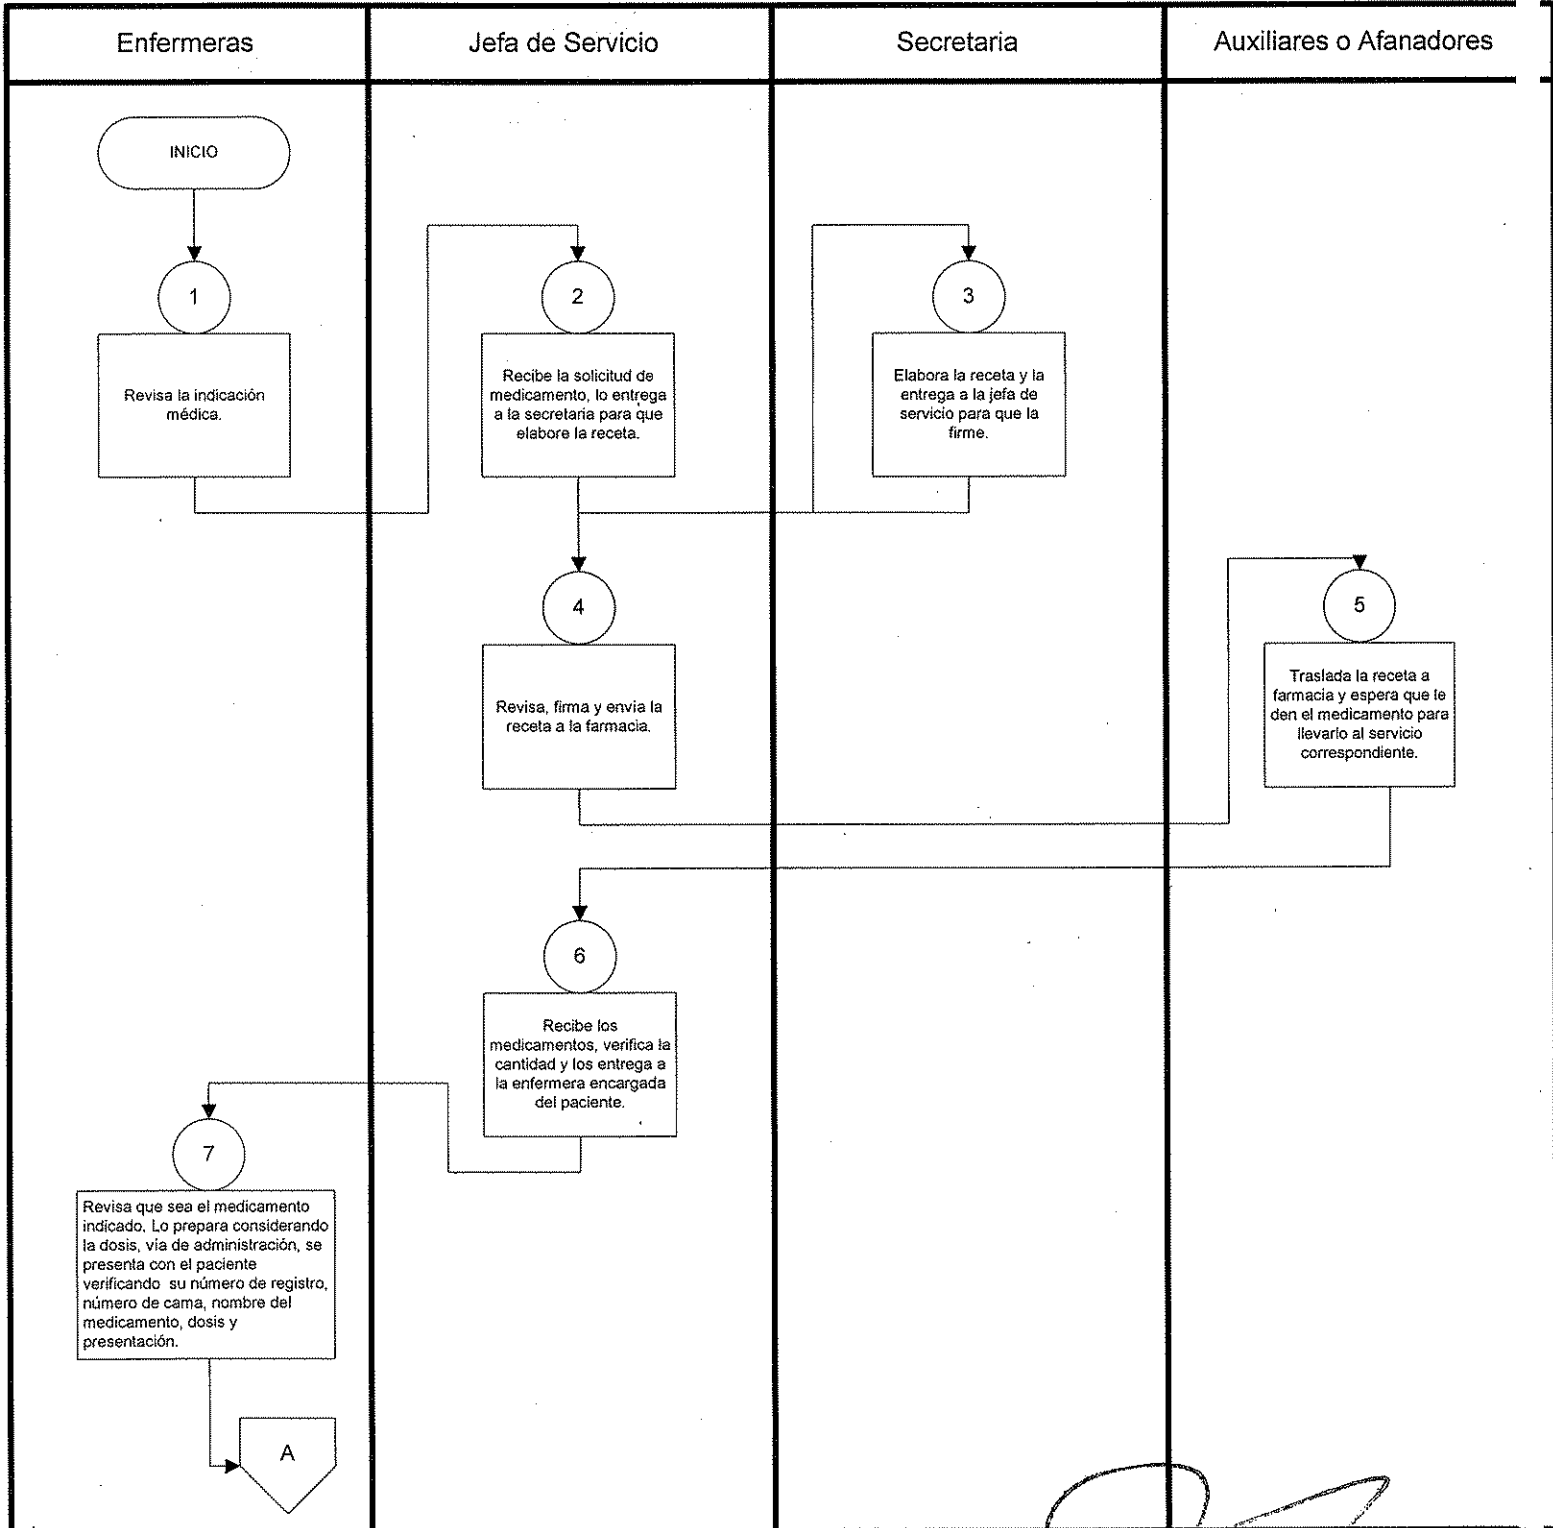 Enfermeras
Jefa de Servicio
Secretaria
Auxiliares o Afanadores
INICIO
1
Revisa la indicación
médica.
2
Recibe la solicitud de
medicamento, lo entrega
a la secretaria para que
elabore la receta.
3
Elabora la receta y la
entrega a la jefa de
servicio para que la
firme.
4
Revisa, firma y envia la
receta a la farmacia.
5
Traslada la receta a
farmacia y espera que le
den el medicamento para
llevarlo al servicio
correspondiente.
6
Recibe los
medicamentos, verifica la
cantidad y los entrega a
la enfermera encargada
del paciente.
7
Revisa que sea el medicamento
indicado. Lo prepara considerando
la dosis, vía de administración, se
presenta con el paciente
verificando su número de registro,
número de cama, nombre del
medicamento, dosis y
presentación.
A